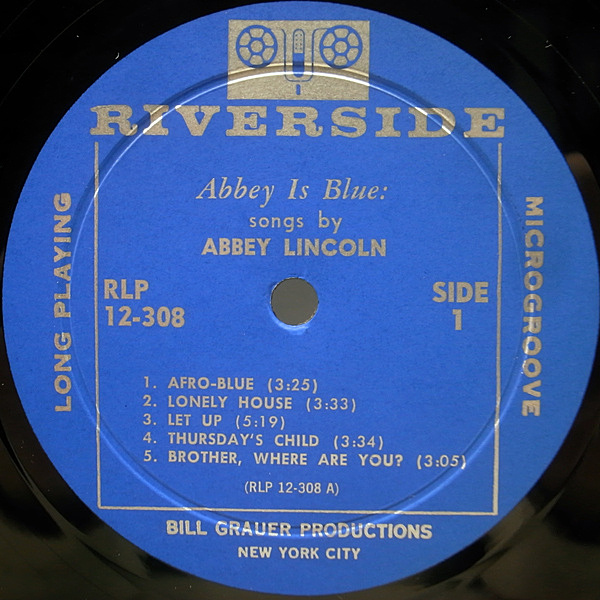 RIVERSIDE
Abbey Is Blue:
songs by
ABBEY LINCOLN
LONG PLAYING
MICROGROOVE
RLP
12-308
SIDE
1
1. AFRO-BLUE (3:25)
2. LONELY HOUSE (3:33)
3. LET UP (5:19)
4. THURSDAY'S CHILD (3:34)
5. BROTHER, WHERE ARE YOU? (3:05)
(RLP 12-308 A)
BILL GRAUER PRODUCTIONS
NEW YORK CITY